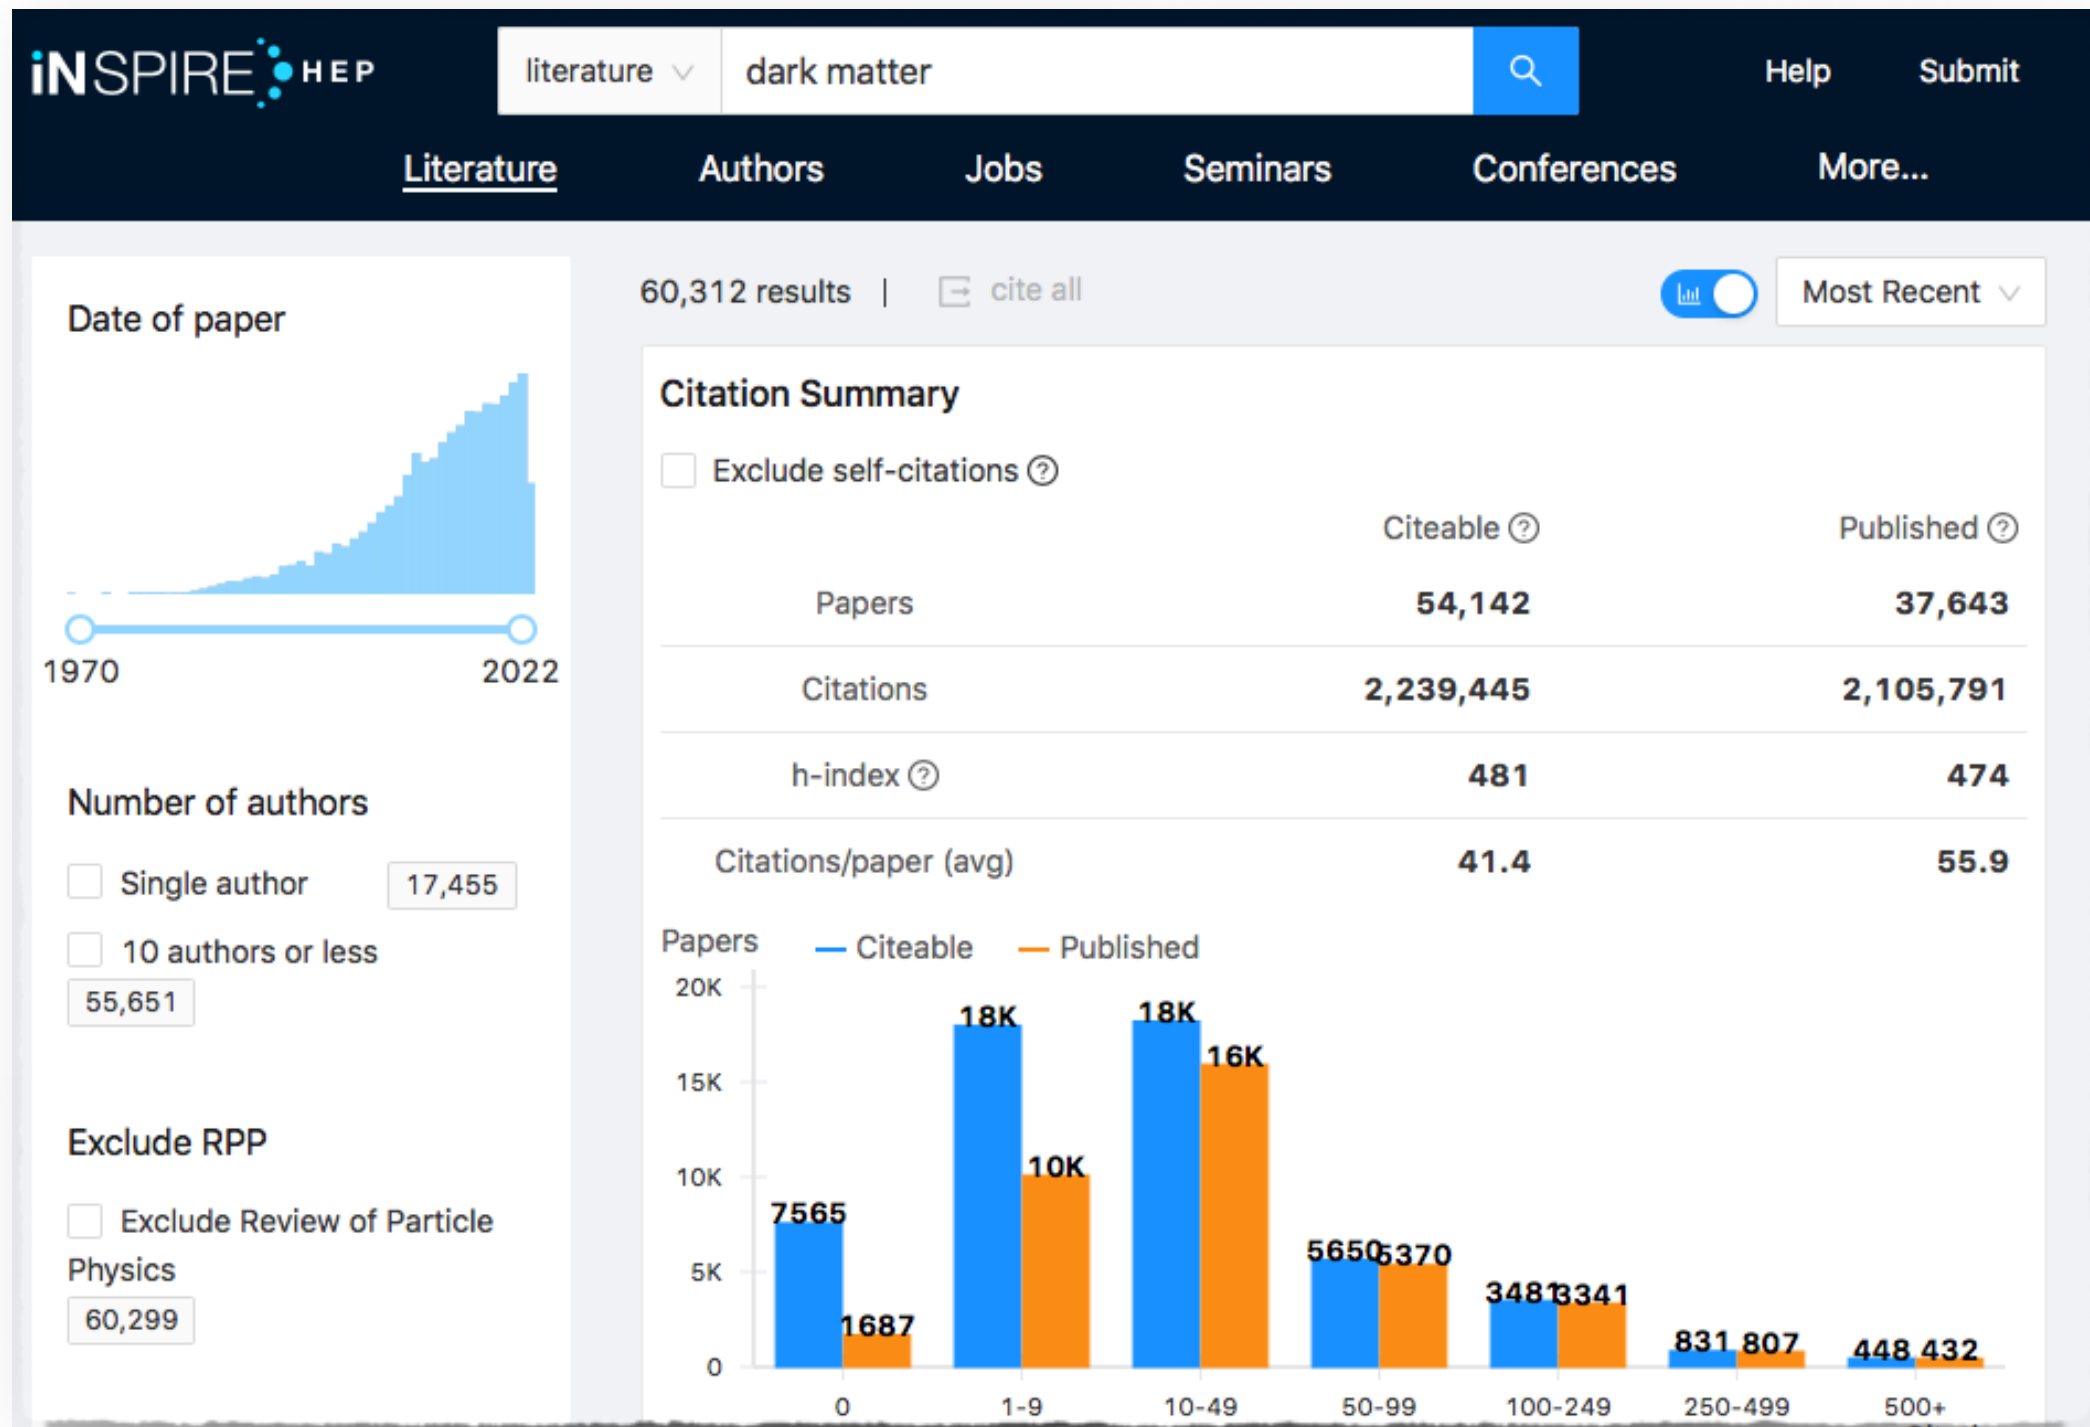 iNSPIRE HEP
literature
dark matter
Help
Submit
Literature
Authors
Jobs
Seminars
Conferences
More...
Date of paper
1970
2022
Number of authors
Single author 17,455
10 authors or less
55,651
Exclude RPP
Exclude Review of Particle
Physics
60,299
60,312 results | cite all
Most Recent
Citation Summary
Exclude self-citations ?
Citeable ? Published ?
Papers 54,142 37,643
Citations 2,239,445 2,105,791
h-index ? 481 474
Citations/paper (avg) 41.4 55.9
Papers
Citeable Published
20K
15K
10K
5K
0
7565 1687
18K 10K
18K 16K
5650 5370
3481 3341
831 807
448 432
0 1-9 10-49 50-99 100-249 250-499 500+